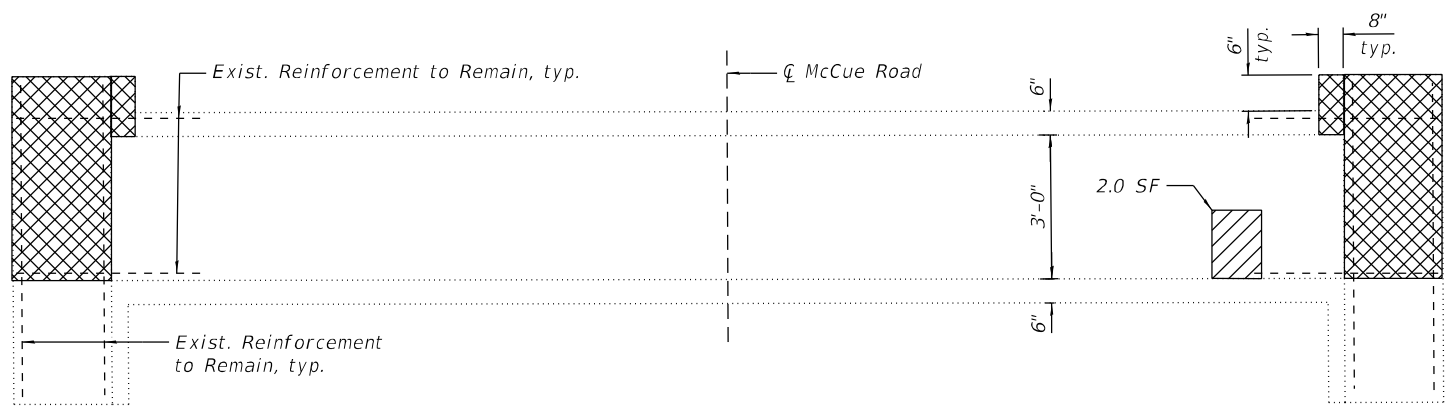 8"
typ.
6"
typ.
Exist. Reinforcement to Remain, typ.
℄ McCue Road
6"
2.0 SF
3'-0"
6"
Exist. Reinforcement
to Remain, typ.